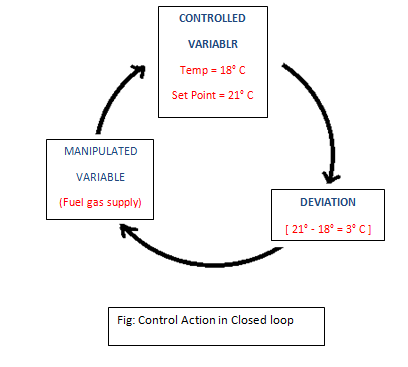 CONTROLLED
VARIABLR
Temp = 18° C
Set Point = 21° C
MANIPULATED
VARIABLE
(Fuel gas supply)
DEVIATION
[ 21° - 18° = 3° C ]
Fig: Control Action in Closed loop